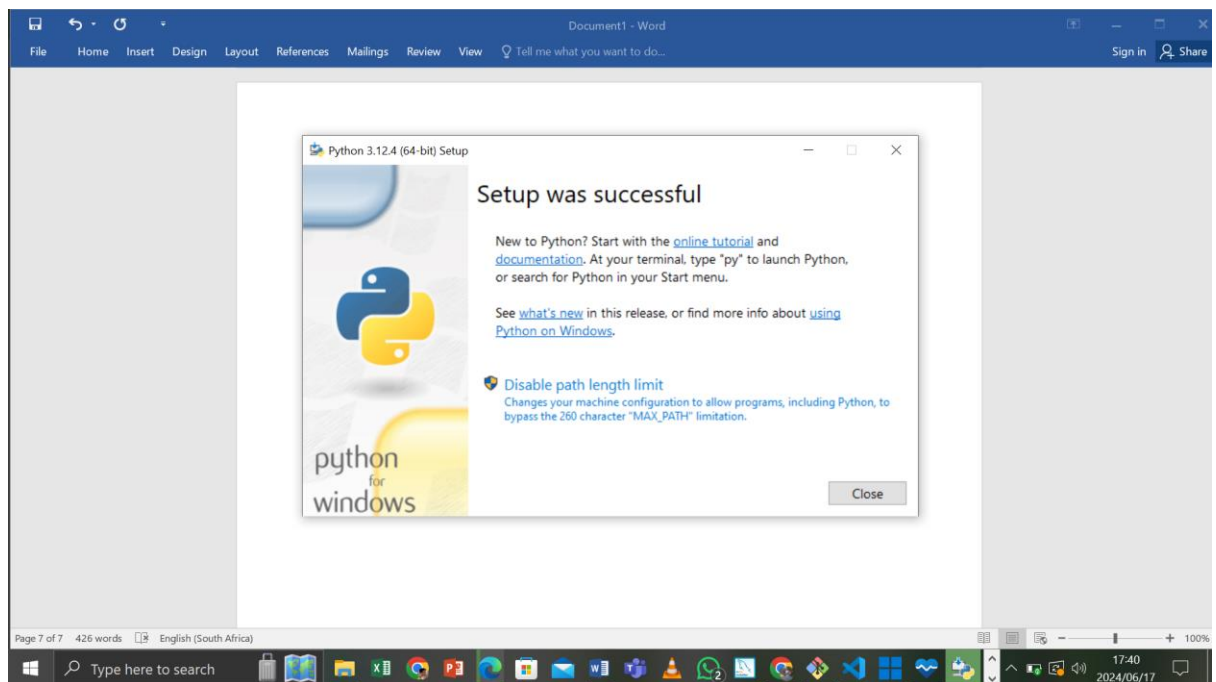 Document1 - Word
File Home Insert Design Layout References Mailings Review View Tell me what you want to do... Sign in Share
Python 3.12.4 (64-bit) Setup
Setup was successful
New to Python? Start with the online tutorial and
documentation. At your terminal, type "py" to launch Python,
or search for Python in your Start menu.
See what's new in this release, or find more info about using
Python on Windows.
Disable path length limit
Changes your machine configuration to allow programs, including Python, to
bypass the 260 character "MAX_PATH" limitation.
python
for
windows
Close
Page 7 of 7 426 words English (South Africa) 100%
Type here to search
17:40
2024/06/17